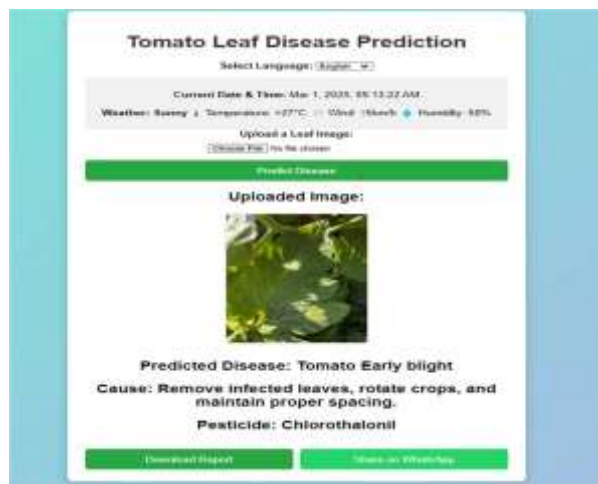 Tomato Leaf Disease Prediction
Select Language: English
Current Date & Time: Mar 1, 2025, 05:13:22 AM
Weather: Sunny Temperature: +27°C Wind Humidity: 50%
Upload a Leaf Image:
Choose File No file chosen
Predict Disease
Uploaded Image:
Predicted Disease: Tomato Early blight
Cause: Remove infected leaves, rotate crops, and
maintain proper spacing.
Pesticide: Chlorothalonil
Download Report
Share on WhatsApp